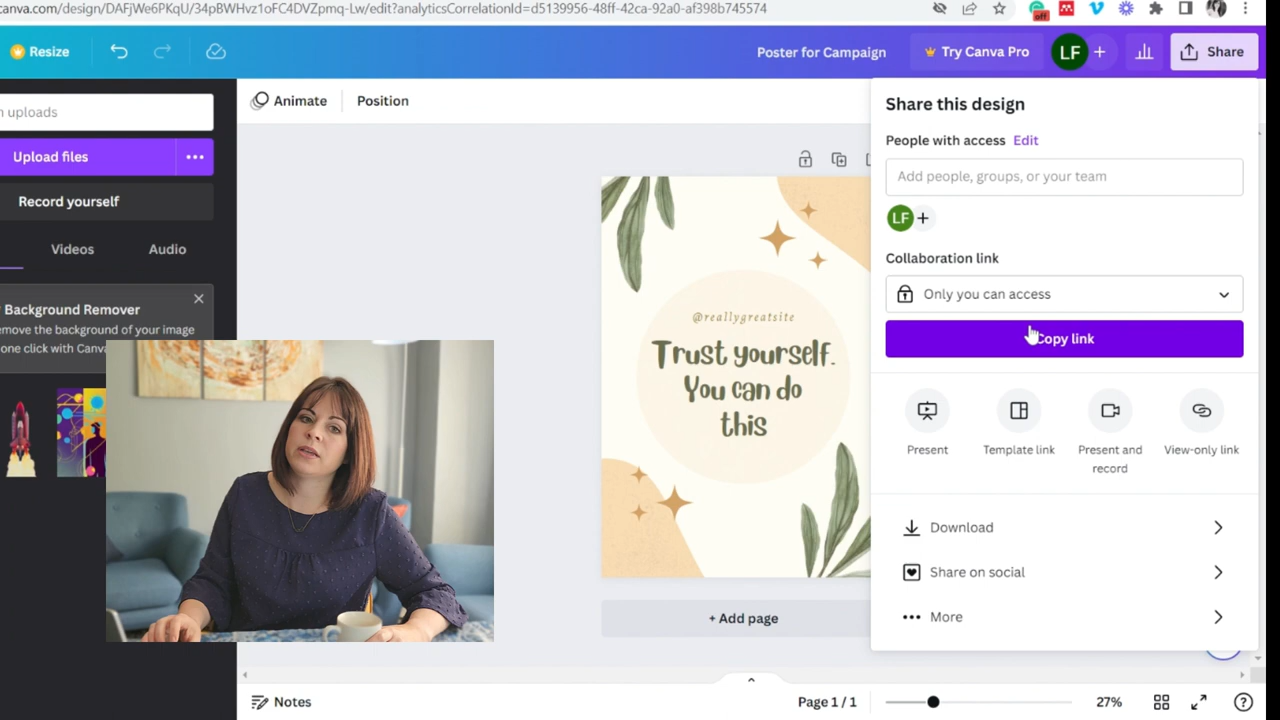 canva.com/design/DAFjWe6PKqU/34pBWHvz1oFC4DVZpmq-Lw/edit?analyticsCorrelationId=d5139956-48ff-42ca-92a0-af398b745574
off
Resize
Poster for Campaign
Try Canva Pro
LF
+
Share
uploads
Upload files
Record yourself
Videos
Audio
Background Remover
emove the background of your image
one click with Canva
Animate
Position
@reallygreatsite
Trust yourself.
You can do
this
+ Add page
Share this design
People with access Edit
Add people, groups, or your team
LF +
Collaboration link
Only you can access
Copy link
Present
Template link
Present and
record
View-only link
Download
Share on social
More
Notes
Page 1 / 1
27%
?